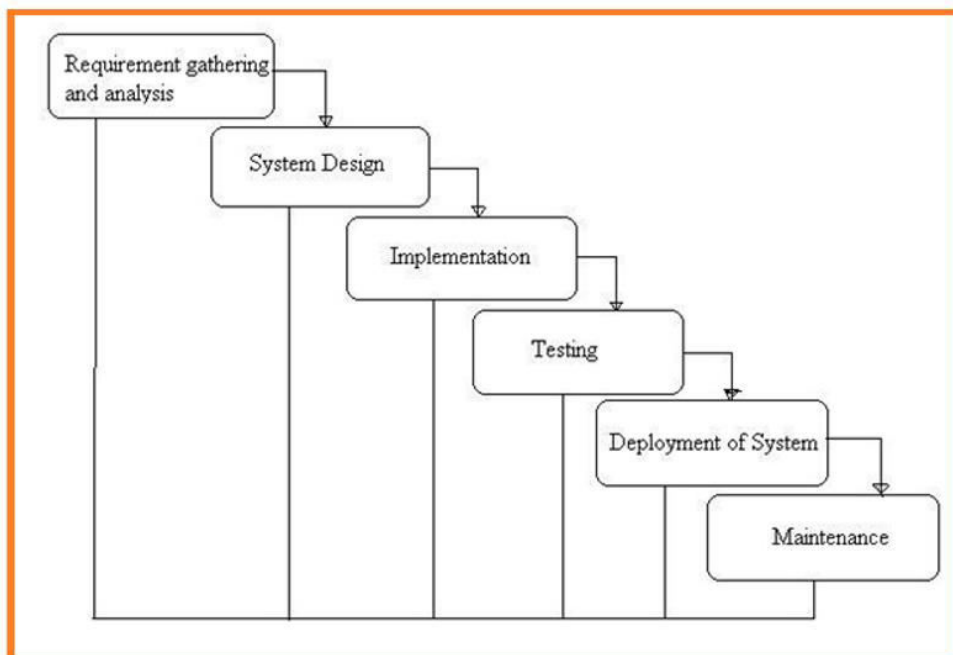 Requirement gathering
and analysis
System Design
Implementation
Testing
Deployment of System
Maintenance